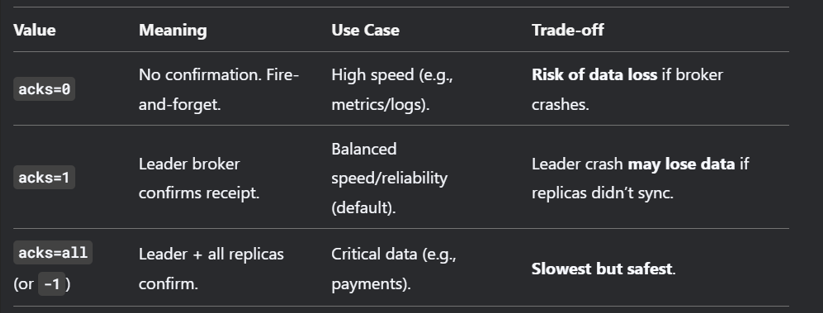 Value Meaning Use Case Trade-off
acks=0
No confirmation. Fire-
and-forget.
High speed (e.g.,
metrics/logs).
Risk of data loss if broker
crashes.
acks=1
Leader broker
confirms receipt.
Balanced
speed/reliability
(default).
Leader crash may lose data if
replicas didn't sync.
acks=all
(or -1)
Leader + all replicas
confirm.
Critical data (e.g.,
payments).
Slowest but safest.